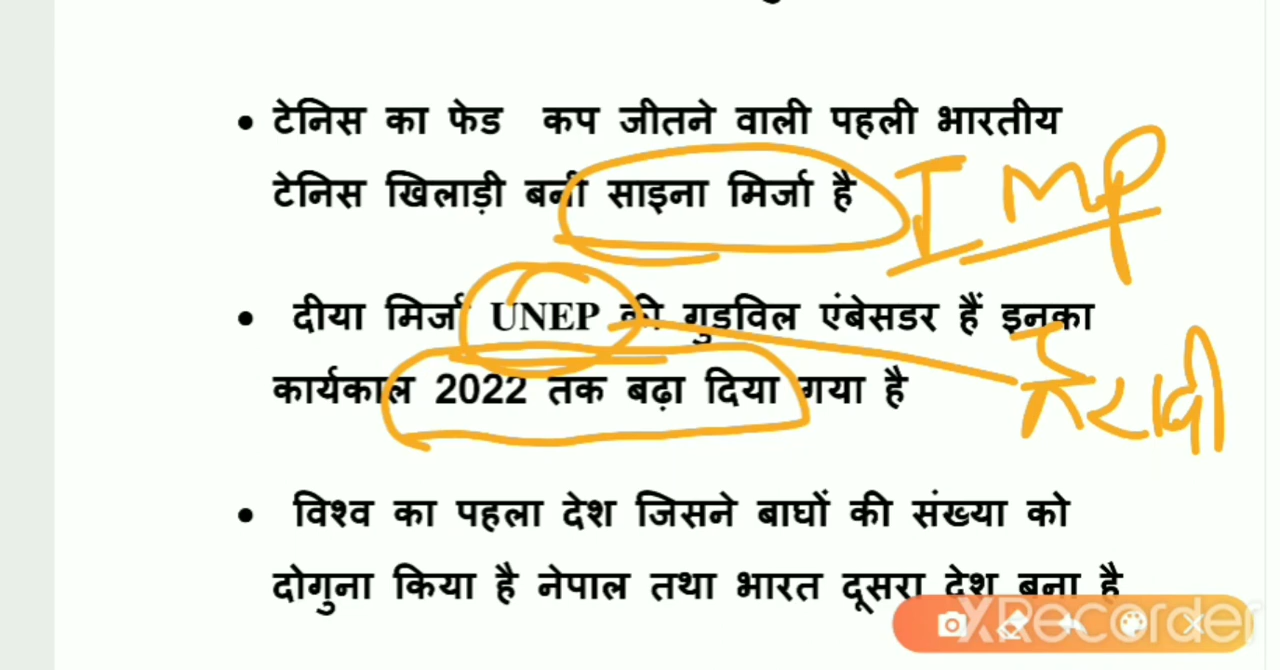 • टेनिस का फेड कप जीतने वाली पहली भारतीय
टेनिस खिलाड़ी बनी साइना मिर्जा है
IMP
• दीया मिर्जा UNEP की गुडविल एंबेसडर हैं इनका
कार्यकाल 2022 तक बढ़ा दिया गया है
• विश्व का पहला देश जिसने बाघों की संख्या को
दोगुना किया है नेपाल तथा भारत दूसरा देश बना है
XRecorder